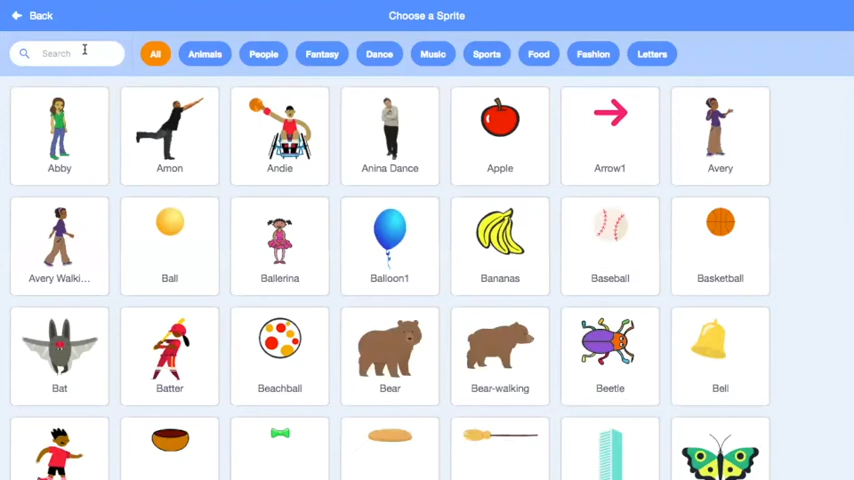 Back
Choose a Sprite
Search
All
Animals
People
Fantasy
Dance
Music
Sports
Food
Fashion
Letters
Abby
Amon
Andie
Anina Dance
Apple
Arrow1
Avery
Avery Walki...
Ball
Ballerina
Balloon1
Bananas
Baseball
Basketball
Bat
Batter
Beachball
Bear
Bear-walking
Beetle
Bell